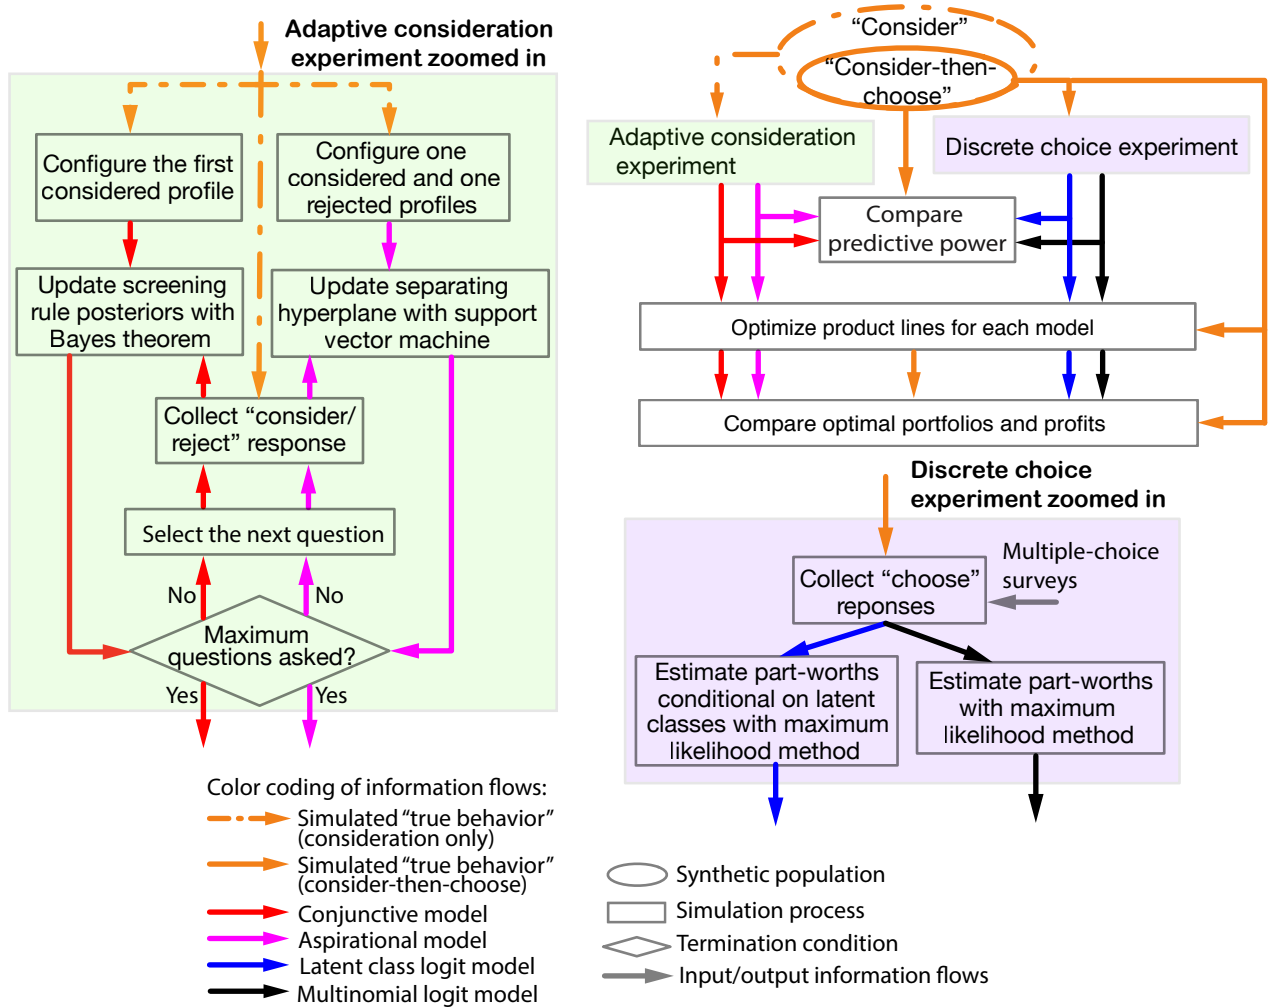 Adaptive consideration
experiment zoomed in
Configure the first
considered profile
Configure one
considered and one
rejected profiles
Update screening
rule posteriors with
Bayes theorem
Update separating
hyperplane with support
vector machine
Collect “consider/
reject” response
Select the next question
No
No
Maximum
questions asked?
Yes
Yes
“Consider”
“Consider-then-
choose”
Adaptive consideration
experiment
Discrete choice experiment
Compare
predictive power
Optimize product lines for each model
Compare optimal portfolios and profits
Discrete choice
experiment zoomed in
Collect “choose”
reponses
Multiple-choice
surveys
Estimate part-worths
conditional on latent
classes with maximum
likelihood method
Estimate part-worths
with maximum
likelihood method
Color coding of information flows:
Simulated “true behavior”
(consideration only)
Simulated “true behavior”
(consider-then-choose)
Conjunctive model
Aspirational model
Latent class logit model
Multinomial logit model
Synthetic population
Simulation process
Termination condition
Input/output information flows